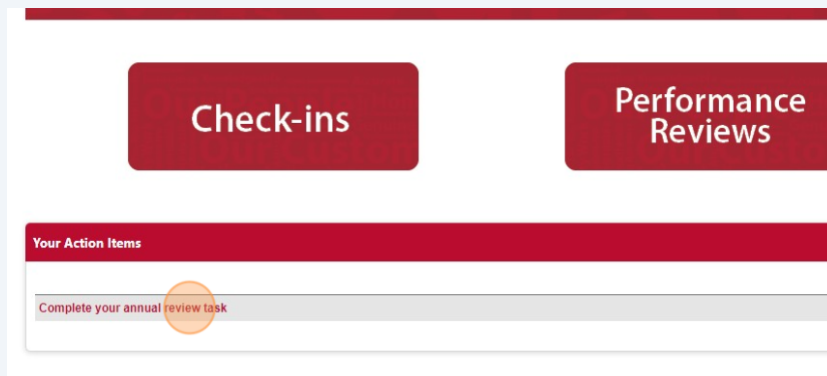 Check-ins
Performance
Reviews
Your Action Items
Complete your annual review task